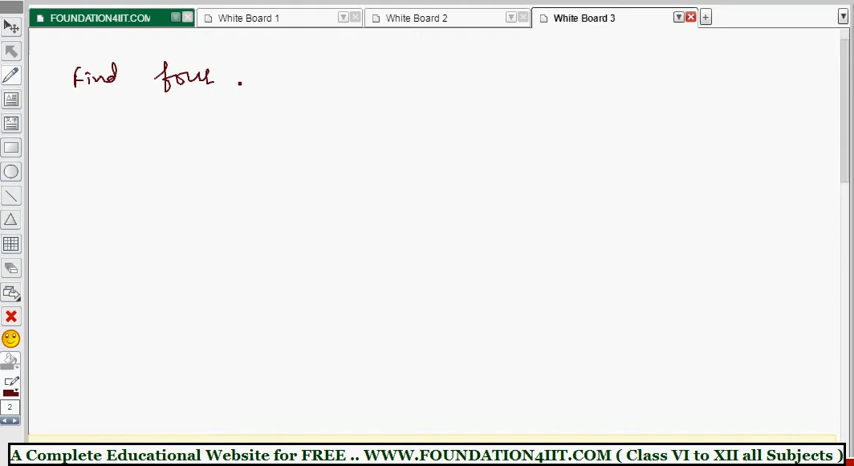 FOUNDATION4IIT.COM White Board 1 White Board 2 White Board 3
Find four .
2
A Complete Educational Website for FREE .. WWW.FOUNDATION4IIT.COM ( Class VI to XII all Subjects )